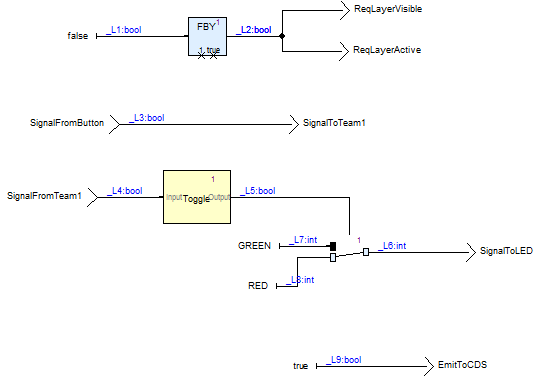 ReqLayerVisible
false _L1:bool FBY 1 _L2:bool
1 true
ReqLayerActive
SignalFromButton _L3:bool SignalToTeam1
1
SignalFromTeam1 _L4:bool Input Toggle Output _L5:bool
GREEN _L7:int 1 _L6:int SignalToLED
RED _L8:int
true _L9:bool EmitToCDS